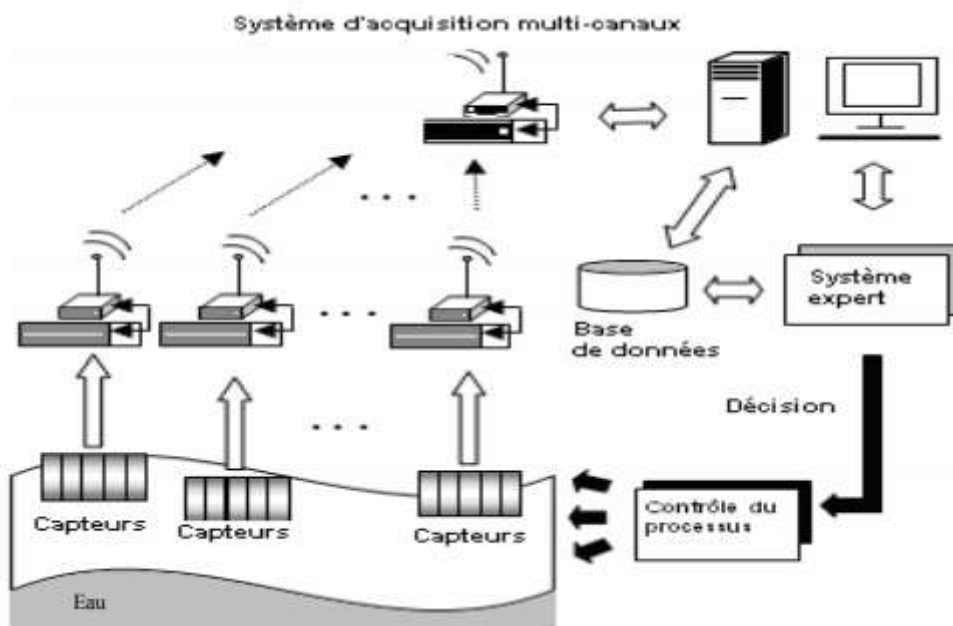 Système d'acquisition multi-canaux
Système
expert
Base
de données
Décision
Capteurs
Capteurs
Capteurs
Contrôle du
processus
Eau